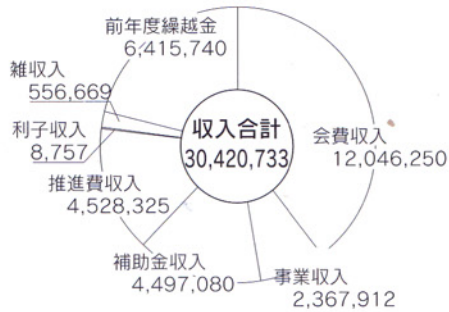 前年度繰越金
6,415,740
雑収入
556,669
利子収入
8,757
推進費収入
4,528,325
補助金収入
4,497,080
事業収入
2,367,912
会費収入
12,046,250
収入合計
30,420,733